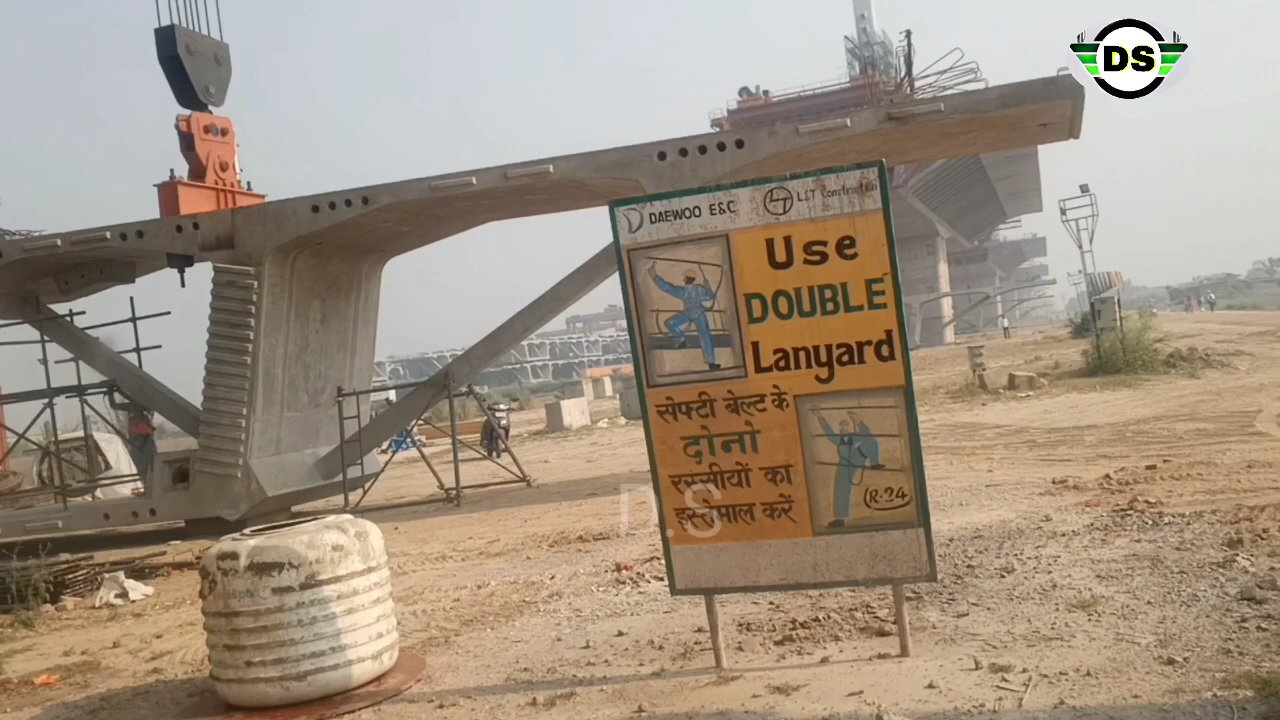 DS
DAEWOO E&C
L&T Construction
Use
DOUBLE
Lanyard
सेफ्टी बेल्ट के
दोनो
रस्सीयों का
इस्तेमाल करें
R-24
D.S